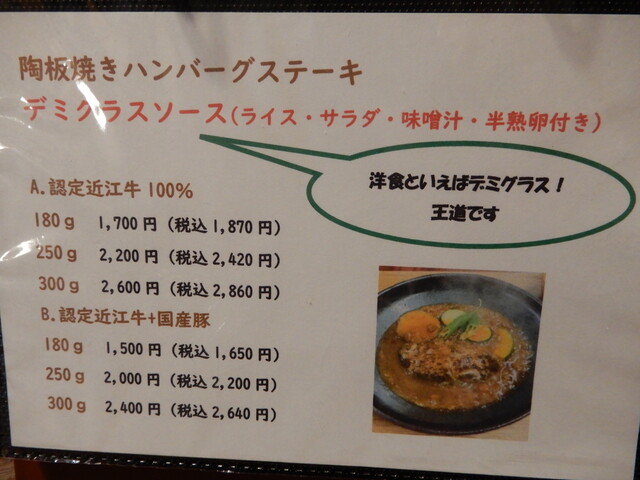 陶板焼きハンバーグステーキ
デミグラスソース(ライス・サラダ・味噌汁・半熟卵付き)
洋食といえばデミグラス！
王道です
A.認定近江牛100%
180g 1,700円（税込1,870円）
250g 2,200円（税込2,420円）
300g 2,600円（税込2,860円）
B.認定近江牛+国産豚
180g 1,500円（税込1,650円）
250g 2,000円（税込2,200円）
300g 2,400円（税込2,640円）